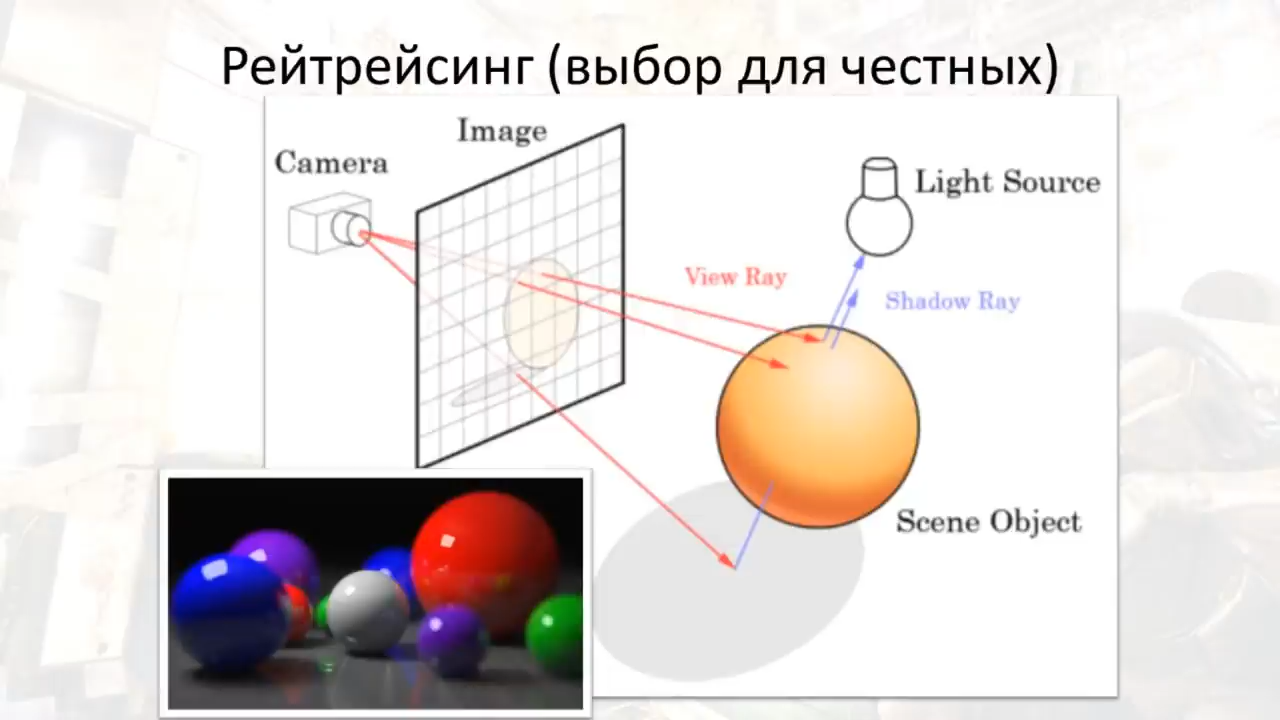 Рейтрейсинг (выбор для честных)
Image
Camera
Light Source
View Ray
Shadow Ray
Scene Object